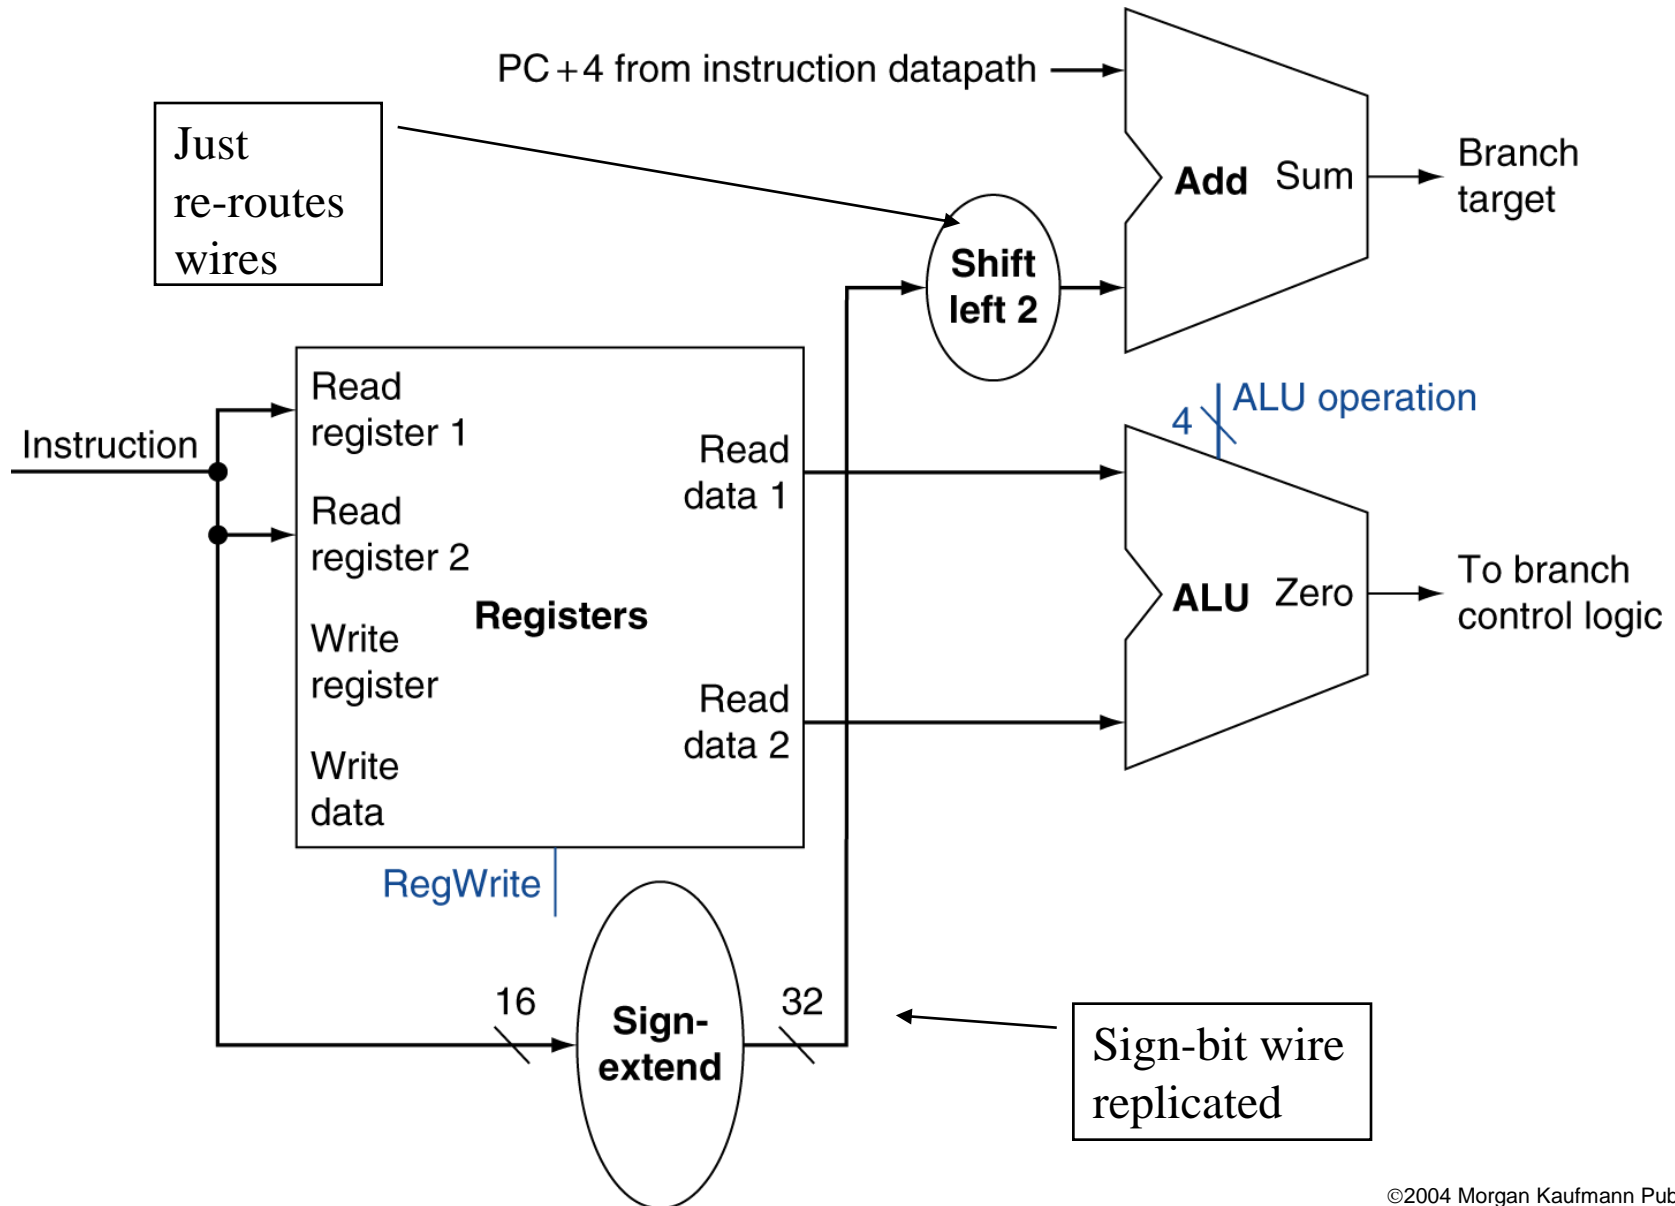 PC+4 from instruction datapath
Just
re-routes
wires
Add Sum
Branch
target
Shift
left 2
Instruction
Read
register 1
Read
register 2
Registers
Write
register
Write
data
Read
data 1
Read
data 2
RegWrite
4
ALU operation
ALU Zero
To branch
control logic
16
Sign-
extend
32
Sign-bit wire
replicated
©2004 Morgan Kaufmann Pub